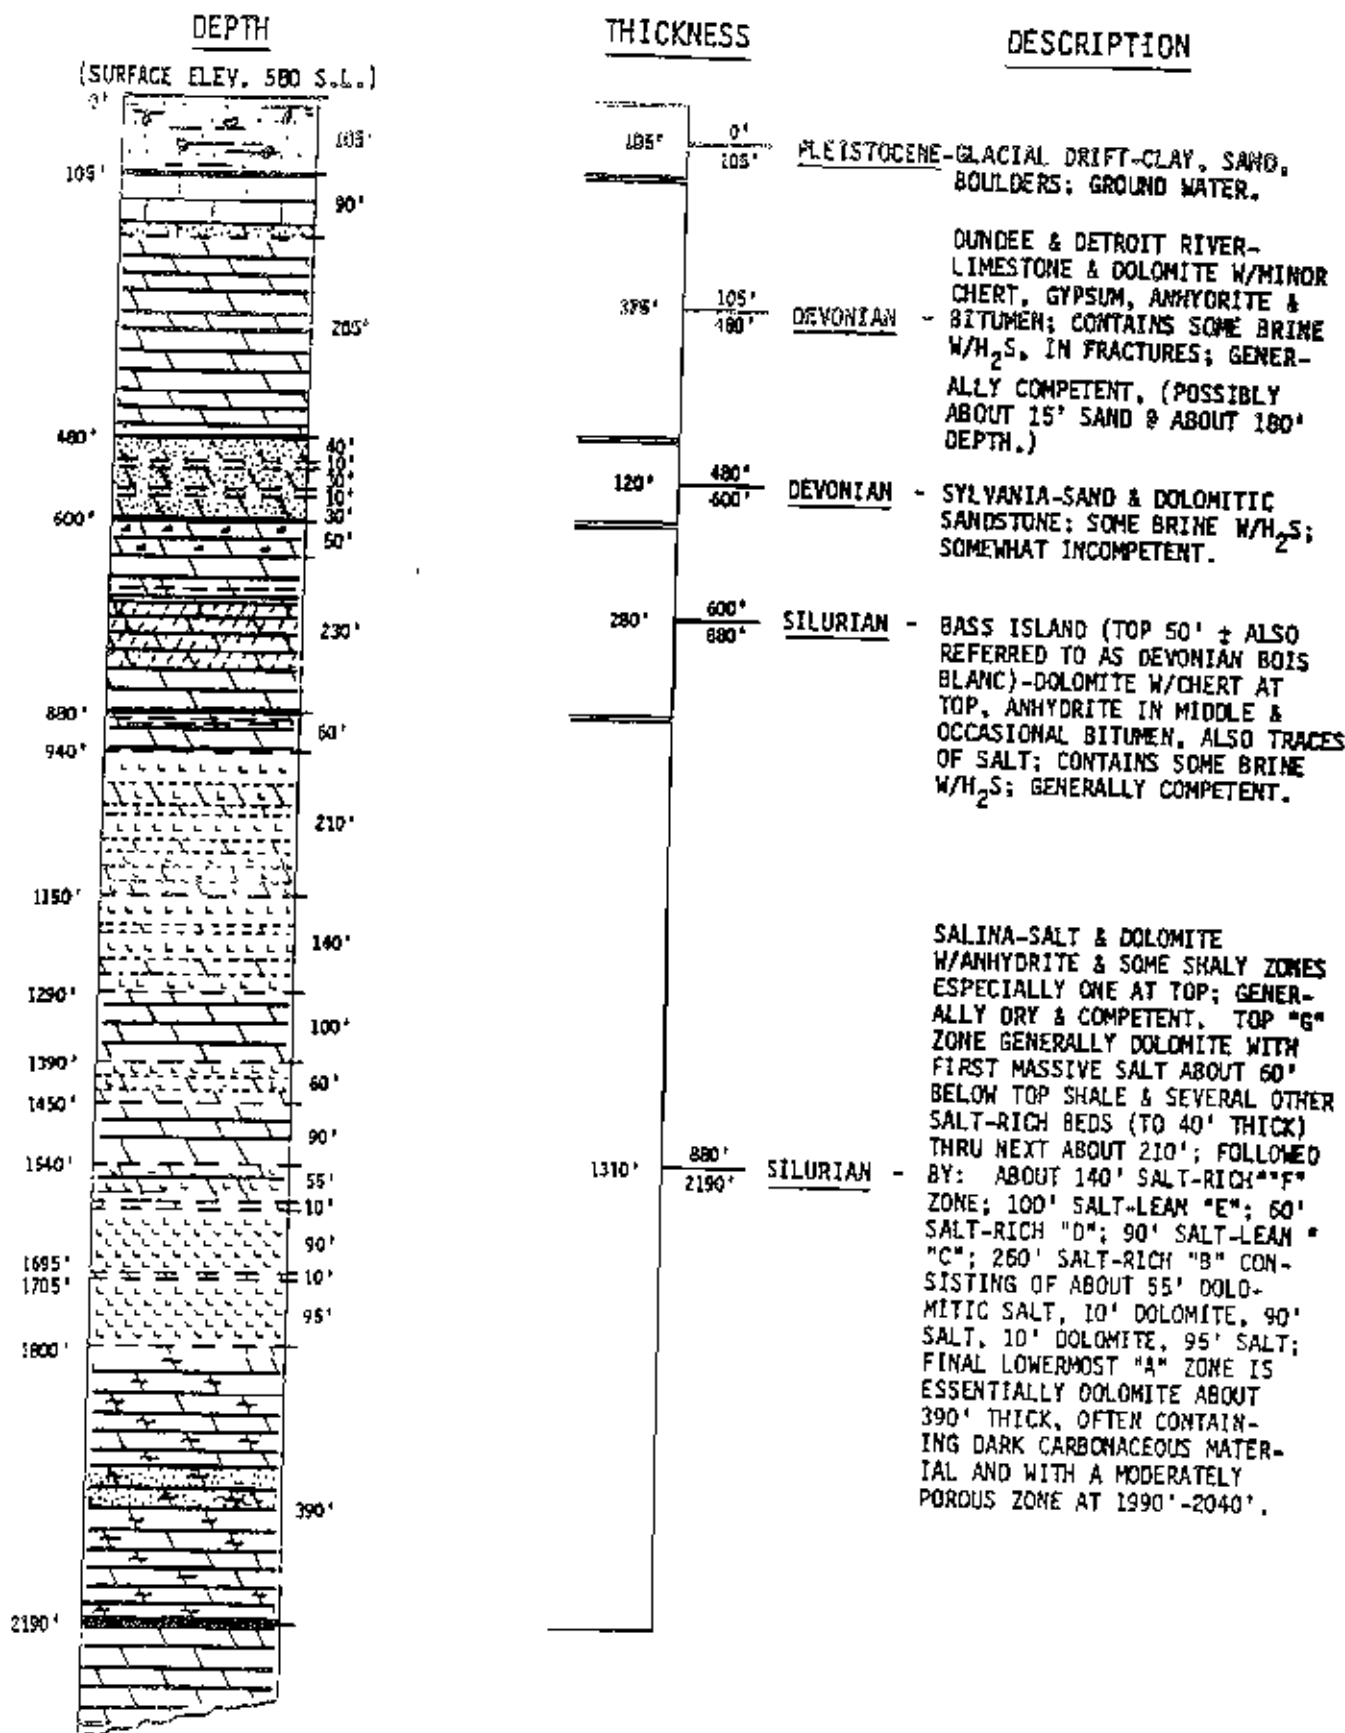 DEPTH
(SURFACE ELEV. 580 S.L.)
0'
105'
105'
90'
285'
480'
40'
10'
10'
30'
600'
50'
230'
880'
60'
940'
210'
1150'
140'
1290'
100'
1390'
60'
1450'
90'
1540'
55'
10'
90'
1695'
1705'
10'
95'
1800'
390'
2190'
THICKNESS
105'
0'
105'
375'
105'
480'
120'
480'
600'
280'
600'
880'
1310'
880'
2190'
DESCRIPTION
PLEISTOCENE-GLACIAL DRIFT-CLAY, SAND,
BOULDERS; GROUND WATER.
DEVONIAN -
DUNDEE & DETROIT RIVER-
LIMESTONE & DOLOMITE W/MINOR
CHERT, GYPSUM, ANHYDRITE &
BITUMEN; CONTAINS SOME BRINE
W/H2S, IN FRACTURES; GENER-
ALLY COMPETENT. (POSSIBLY
ABOUT 15' SAND @ ABOUT 180'
DEPTH.)
DEVONIAN - SYLVANIA-SAND & DOLOMITIC
SANDSTONE; SOME BRINE W/H2S;
SOMEWHAT INCOMPETENT.
SILURIAN - BASS ISLAND (TOP 50' ± ALSO
REFERRED TO AS DEVONIAN BOIS
BLANC)-DOLOMITE W/CHERT AT
TOP, ANHYDRITE IN MIDDLE &
OCCASIONAL BITUMEN, ALSO TRACES
OF SALT; CONTAINS SOME BRINE
W/H2S; GENERALLY COMPETENT.
SILURIAN -
SALINA-SALT & DOLOMITE
W/ANHYDRITE & SOME SHALY ZONES
ESPECIALLY ONE AT TOP; GENER-
ALLY DRY & COMPETENT. TOP "G"
ZONE GENERALLY DOLOMITE WITH
FIRST MASSIVE SALT ABOUT 60'
BELOW TOP SHALE & SEVERAL OTHER
SALT-RICH BEDS (TO 40' THICK)
THRU NEXT ABOUT 210'; FOLLOWED
BY: ABOUT 140' SALT-RICH "F"
ZONE; 100' SALT-LEAN "E"; 60'
SALT-RICH "D"; 90' SALT-LEAN "
"C"; 260' SALT-RICH "B" CON-
SISTING OF ABOUT 55' DOLO-
MITIC SALT, 10' DOLOMITE, 90'
SALT, 10' DOLOMITE, 95' SALT;
FINAL LOWERMOST "A" ZONE IS
ESSENTIALLY DOLOMITE ABOUT
390' THICK, OFTEN CONTAIN-
ING DARK CARBONACEOUS MATER-
IAL AND WITH A MODERATELY
POROUS ZONE AT 1990'-2040'.